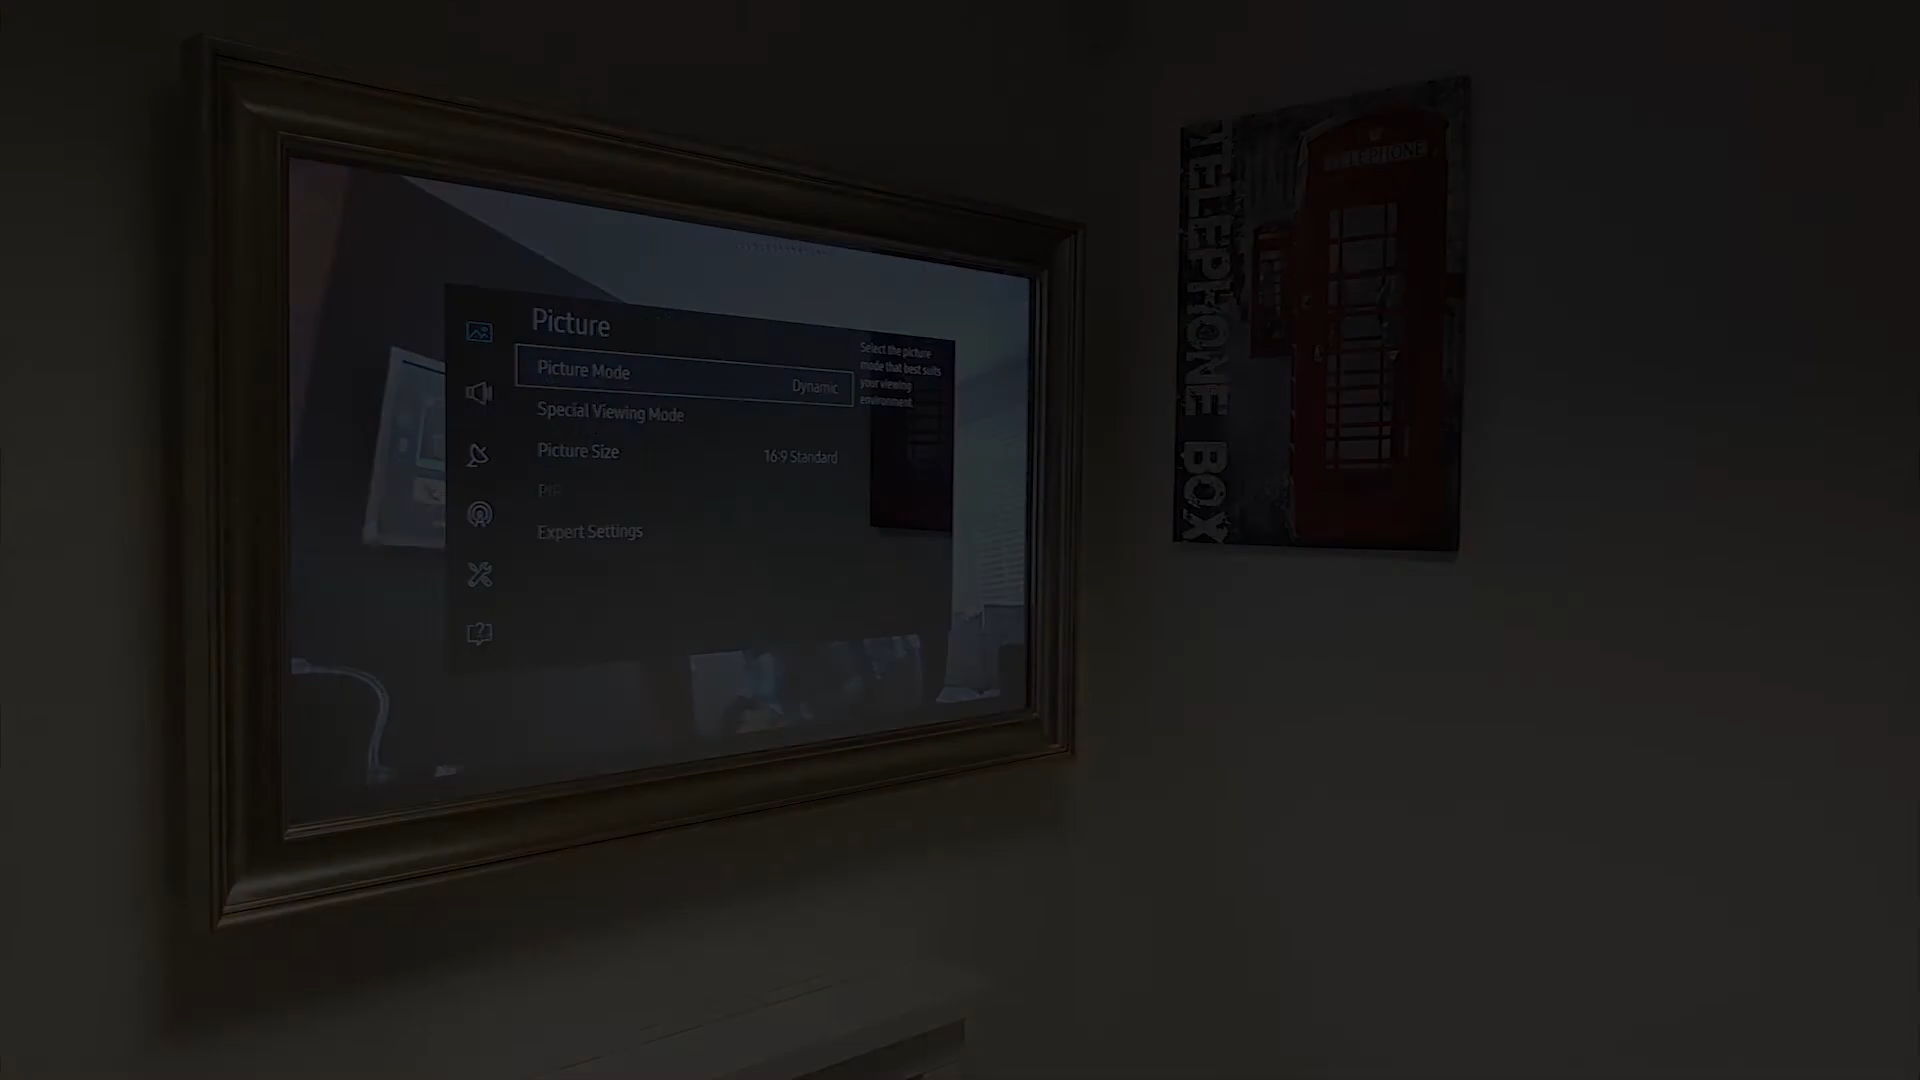 Picture
Picture Mode
Dynamic
Special Viewing Mode
Picture Size
16:9 Standard
PIP
Expert Settings
Select the picture
mode that best suits
your viewing
environment.
TELEPHONE
TELEPHONE BOX